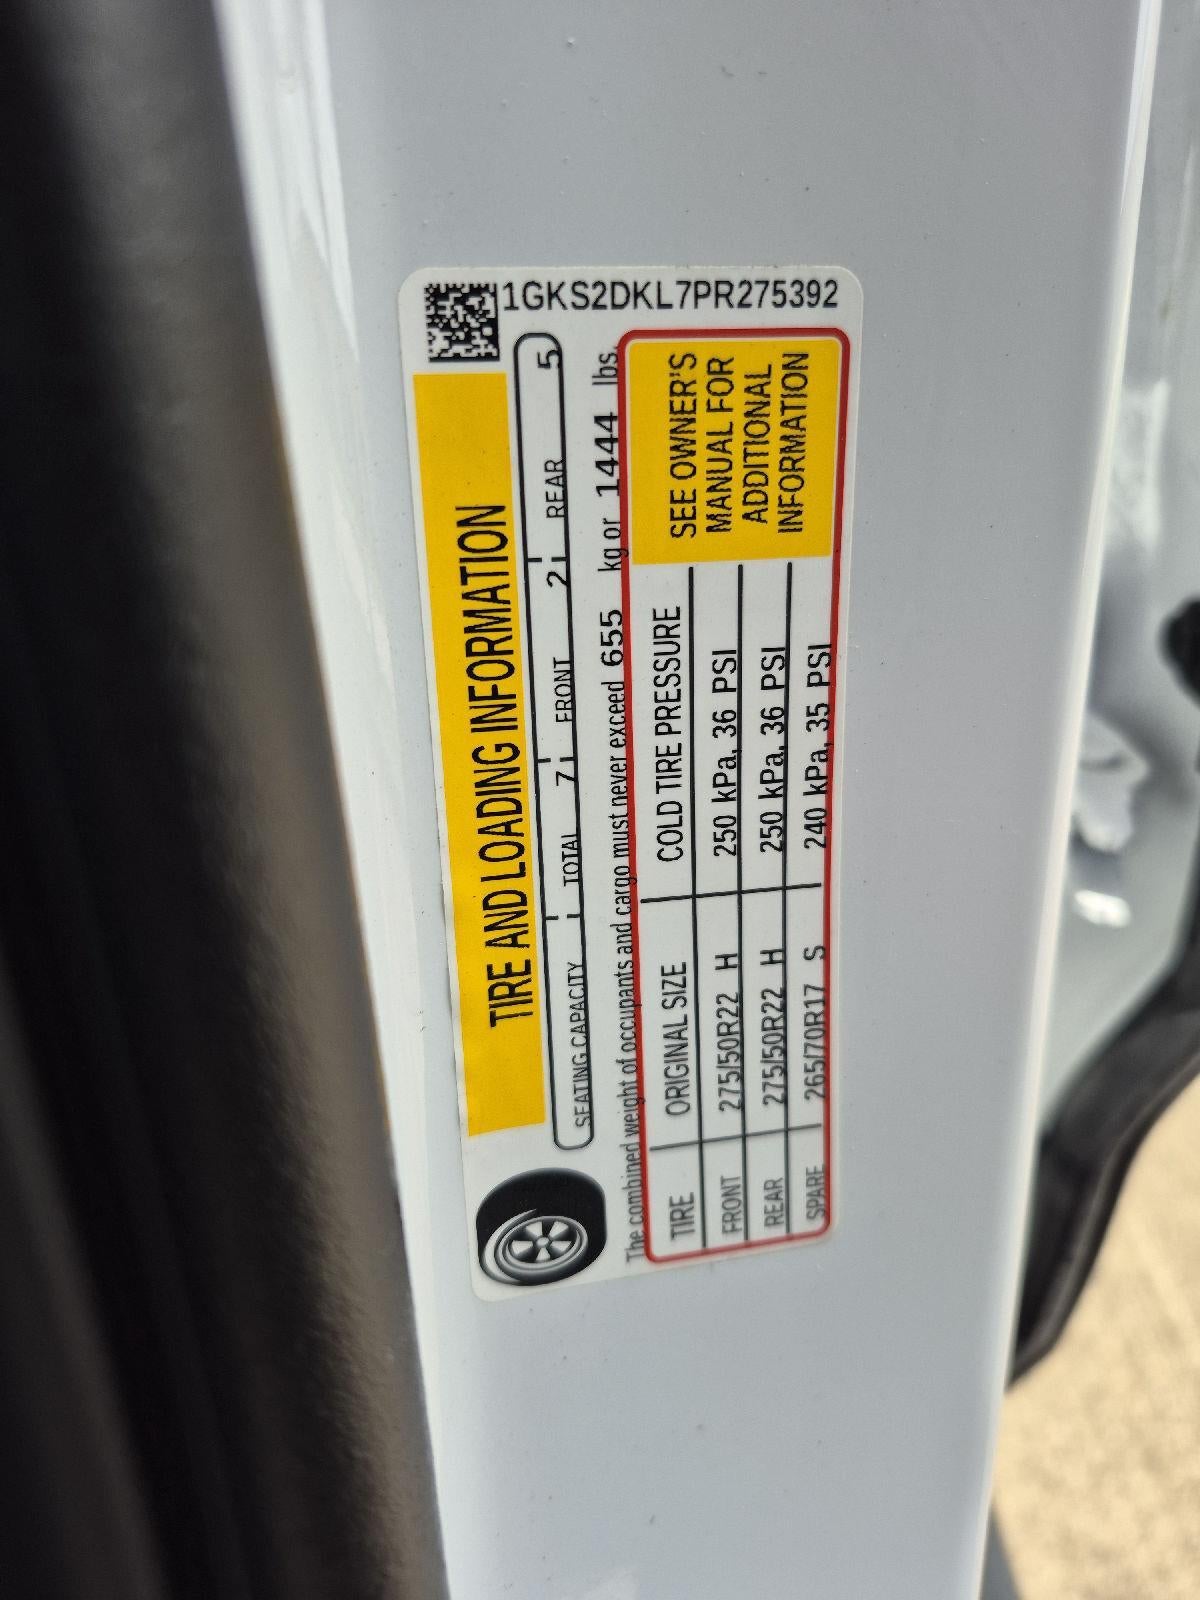 1GKS2DKL7PR275392
TIRE AND LOADING INFORMATION
SEATING CAPACITY TOTAL 7 FRONT 2 REAR 5
The combined weight of occupants and cargo must never exceed 655 kg or 1444 lbs.
TIRE ORIGINAL SIZE COLD TIRE PRESSURE
FRONT 275/50R22 H 250 kPa, 36 PSI
REAR 275/50R22 H 250 kPa, 36 PSI
SPARE 265/70R17 S 240 kPa, 35 PSI
SEE OWNER'S
MANUAL FOR
ADDITIONAL
INFORMATION